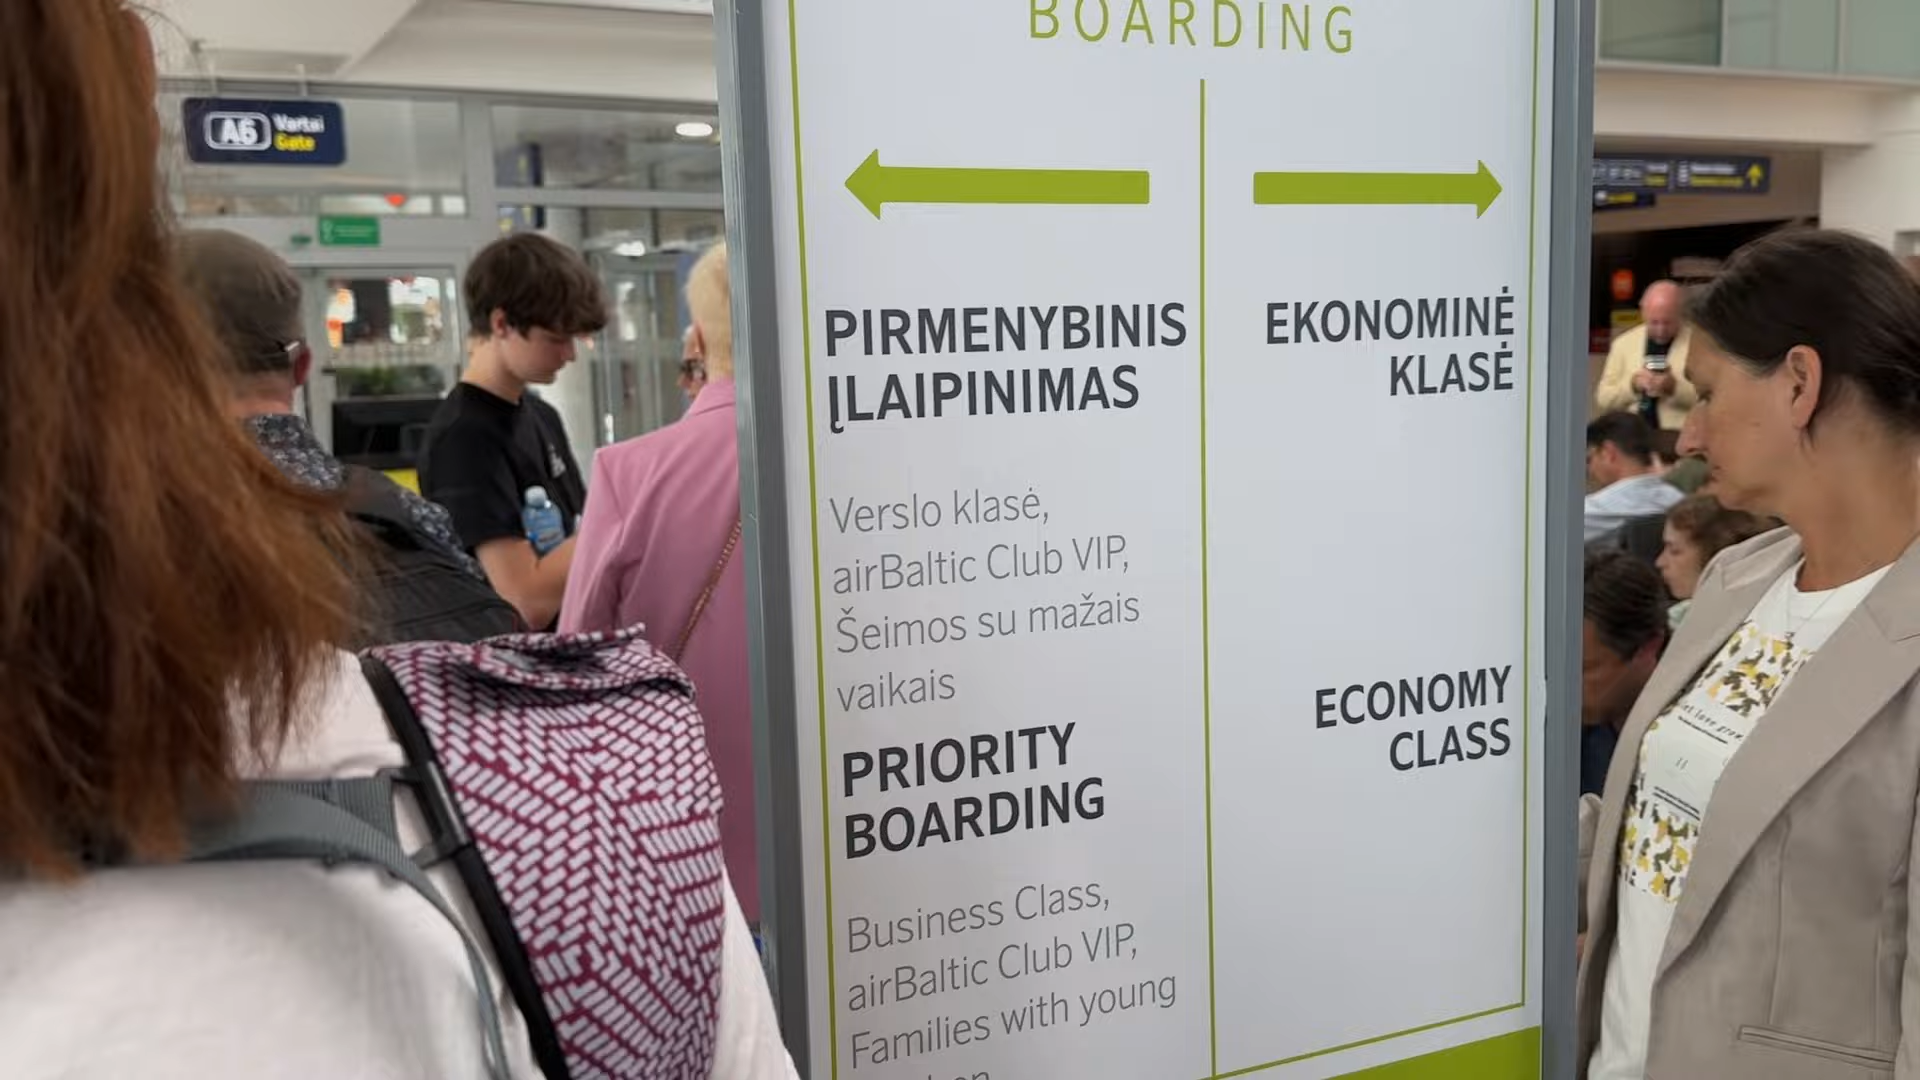 BOARDING
A6 Vartai
Gate
PIRMENYBINIS
ĮLAIPINIMAS
Verslo klasė,
airBaltic Club VIP,
Šeimos su mažais
vaikais
PRIORITY
BOARDING
Business Class,
airBaltic Club VIP,
Families with young
EKONOMINĖ
KLASĖ
ECONOMY
CLASS